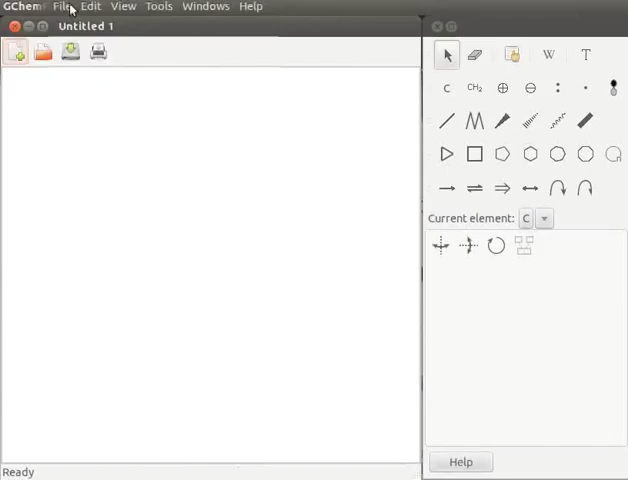 GChem File Edit View Tools Windows Help
Untitled 1
W T
C CH₂
Current element: C
Help
Ready